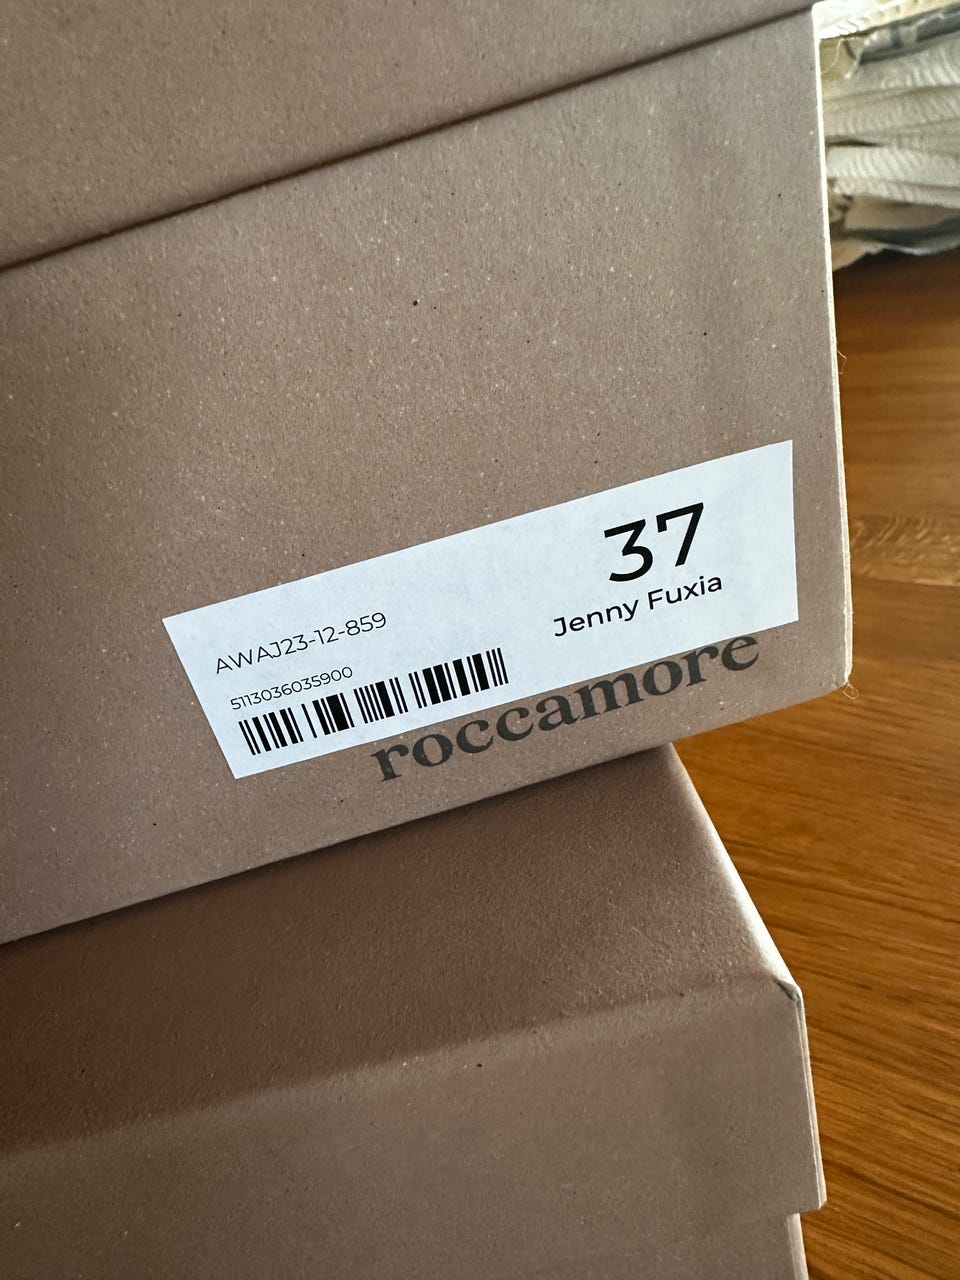 37
Jenny Fuxia
AWAJ23-12-859
5113036035900
roccamore